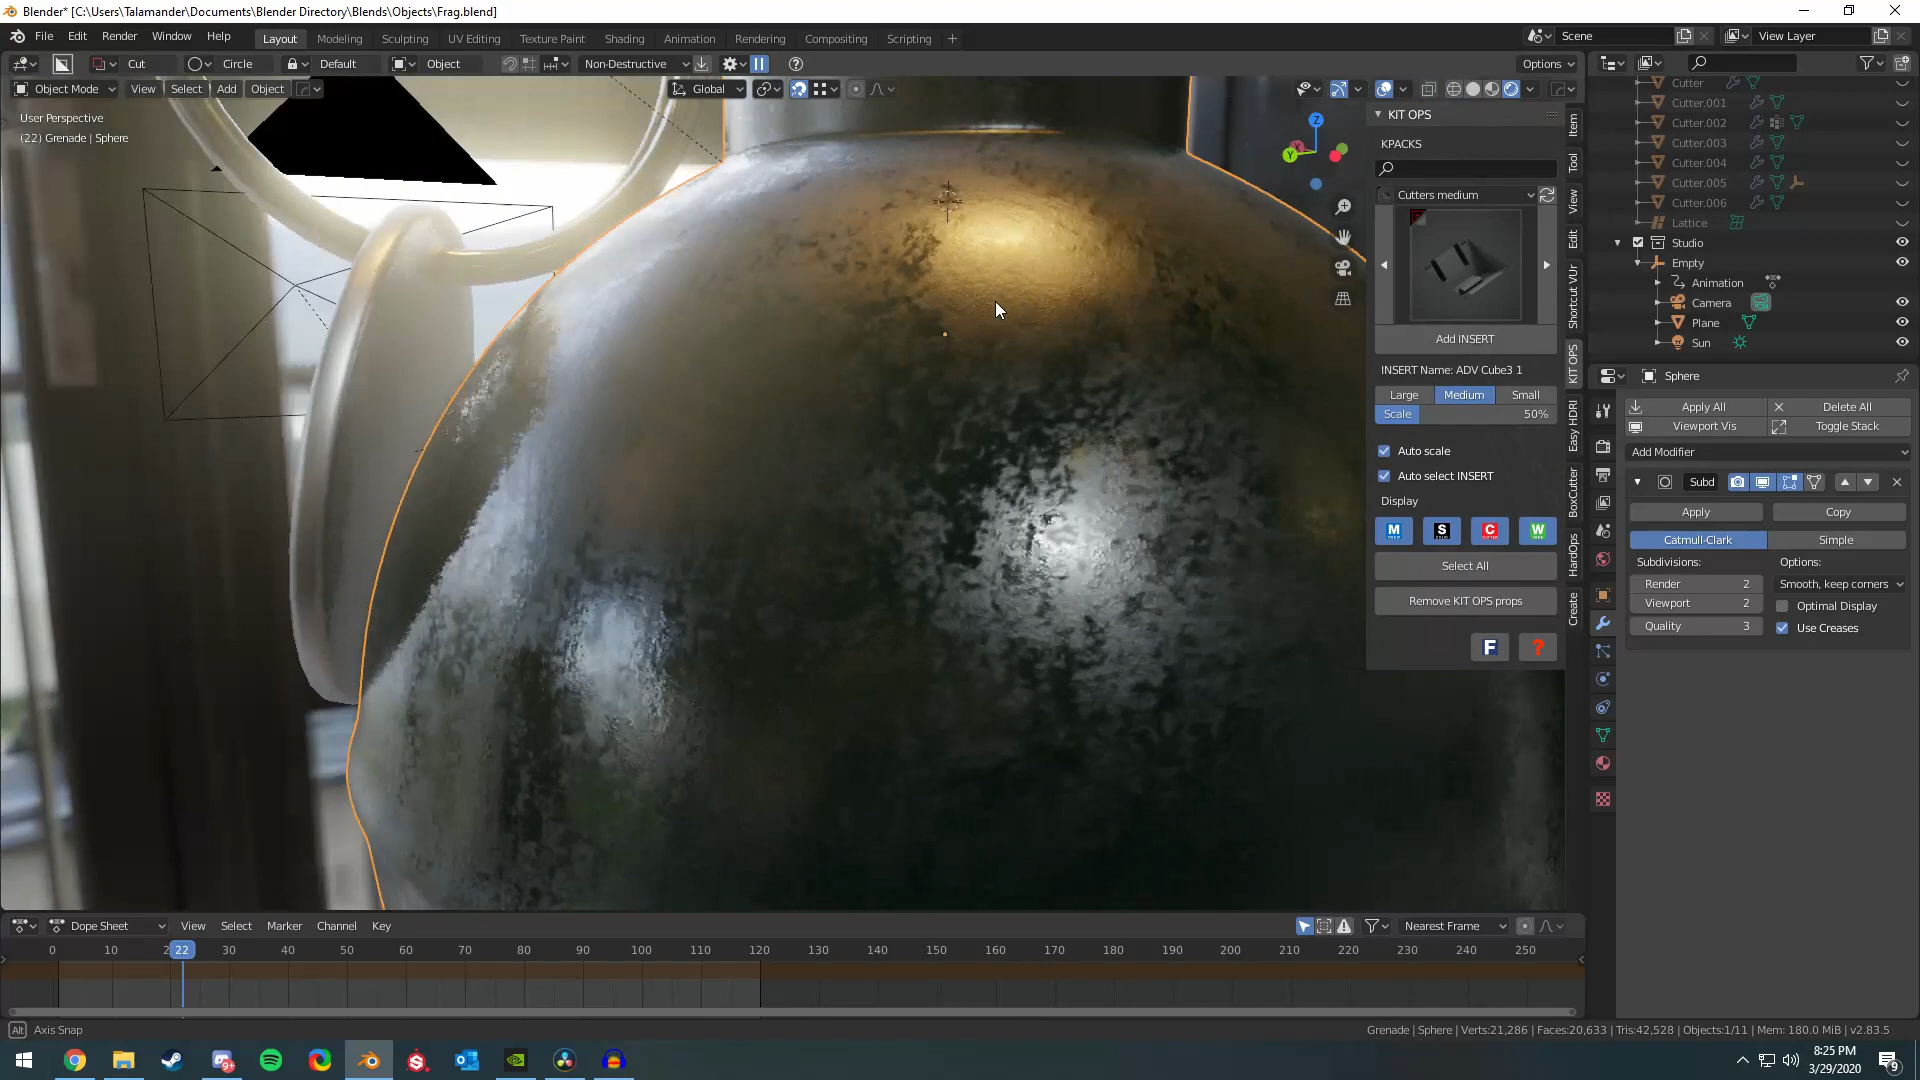 Blender* [C:\Users\Talamander\Documents\Blender Directory\Blends\Objects\Frag.blend]
File Edit Render Window Help
Layout Modeling Sculpting UV Editing Texture Paint Shading Animation Rendering Compositing Scripting
Scene
View Layer
Cut Circle Default Object Non-Destructive
Options
Object Mode View Select Add Object
Global
User Perspective
(22) Grenade | Sphere
Z
Y
KIT OPS
KPACKS
Cutters medium
Add INSERT
INSERT Name: ADV Cube3 1
Large Medium Small
Scale 50%
Auto scale
Auto select INSERT
Display
M S C W
Select All
Remove KIT OPS props
F ?
Item
Tool
View
Edit
Shortcut VUr
KIT OPS
Easy HDRI
BoxCutter
HardOps
Create
Cutter
Cutter.001
Cutter.002
Cutter.003
Cutter.004
Cutter.005
Cutter.006
Lattice
Studio
Empty
Animation
Camera
Plane
Sun
Sphere
Apply All Delete All
Viewport Vis Toggle Stack
Add Modifier
Subd
Apply Copy
Catmull-Clark Simple
Subdivisions: Options:
Render 2 Smooth, keep corners
Viewport 2 Optimal Display
Quality 3 Use Creases
Dope Sheet View Select Marker Channel Key
Nearest Frame
0 10 2 22 30 40 50 60 70 80 90 100 110 120 130 140 150 160 170 180 190 200 210 220 230 240 250
Alt Axis Snap
Grenade | Sphere | Verts:21,286 | Faces:20,633 | Tris:42,528 | Objects:1/11 | Mem: 180.0 MiB | v2.83.5
9+
8:25 PM
3/29/2020
9